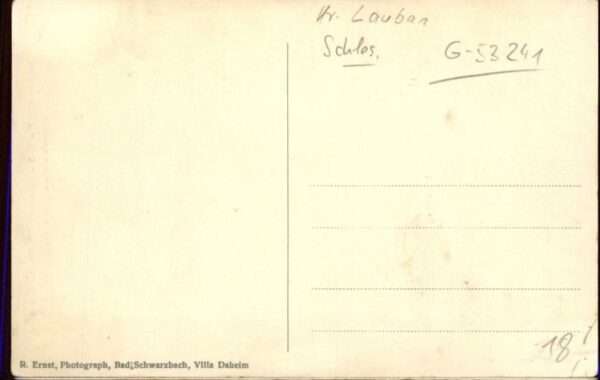 Kr. Lauban
Schles.
G-53241
18,-
R. Ernst, Photograph, Bad Schwarzbach, Villa Daheim